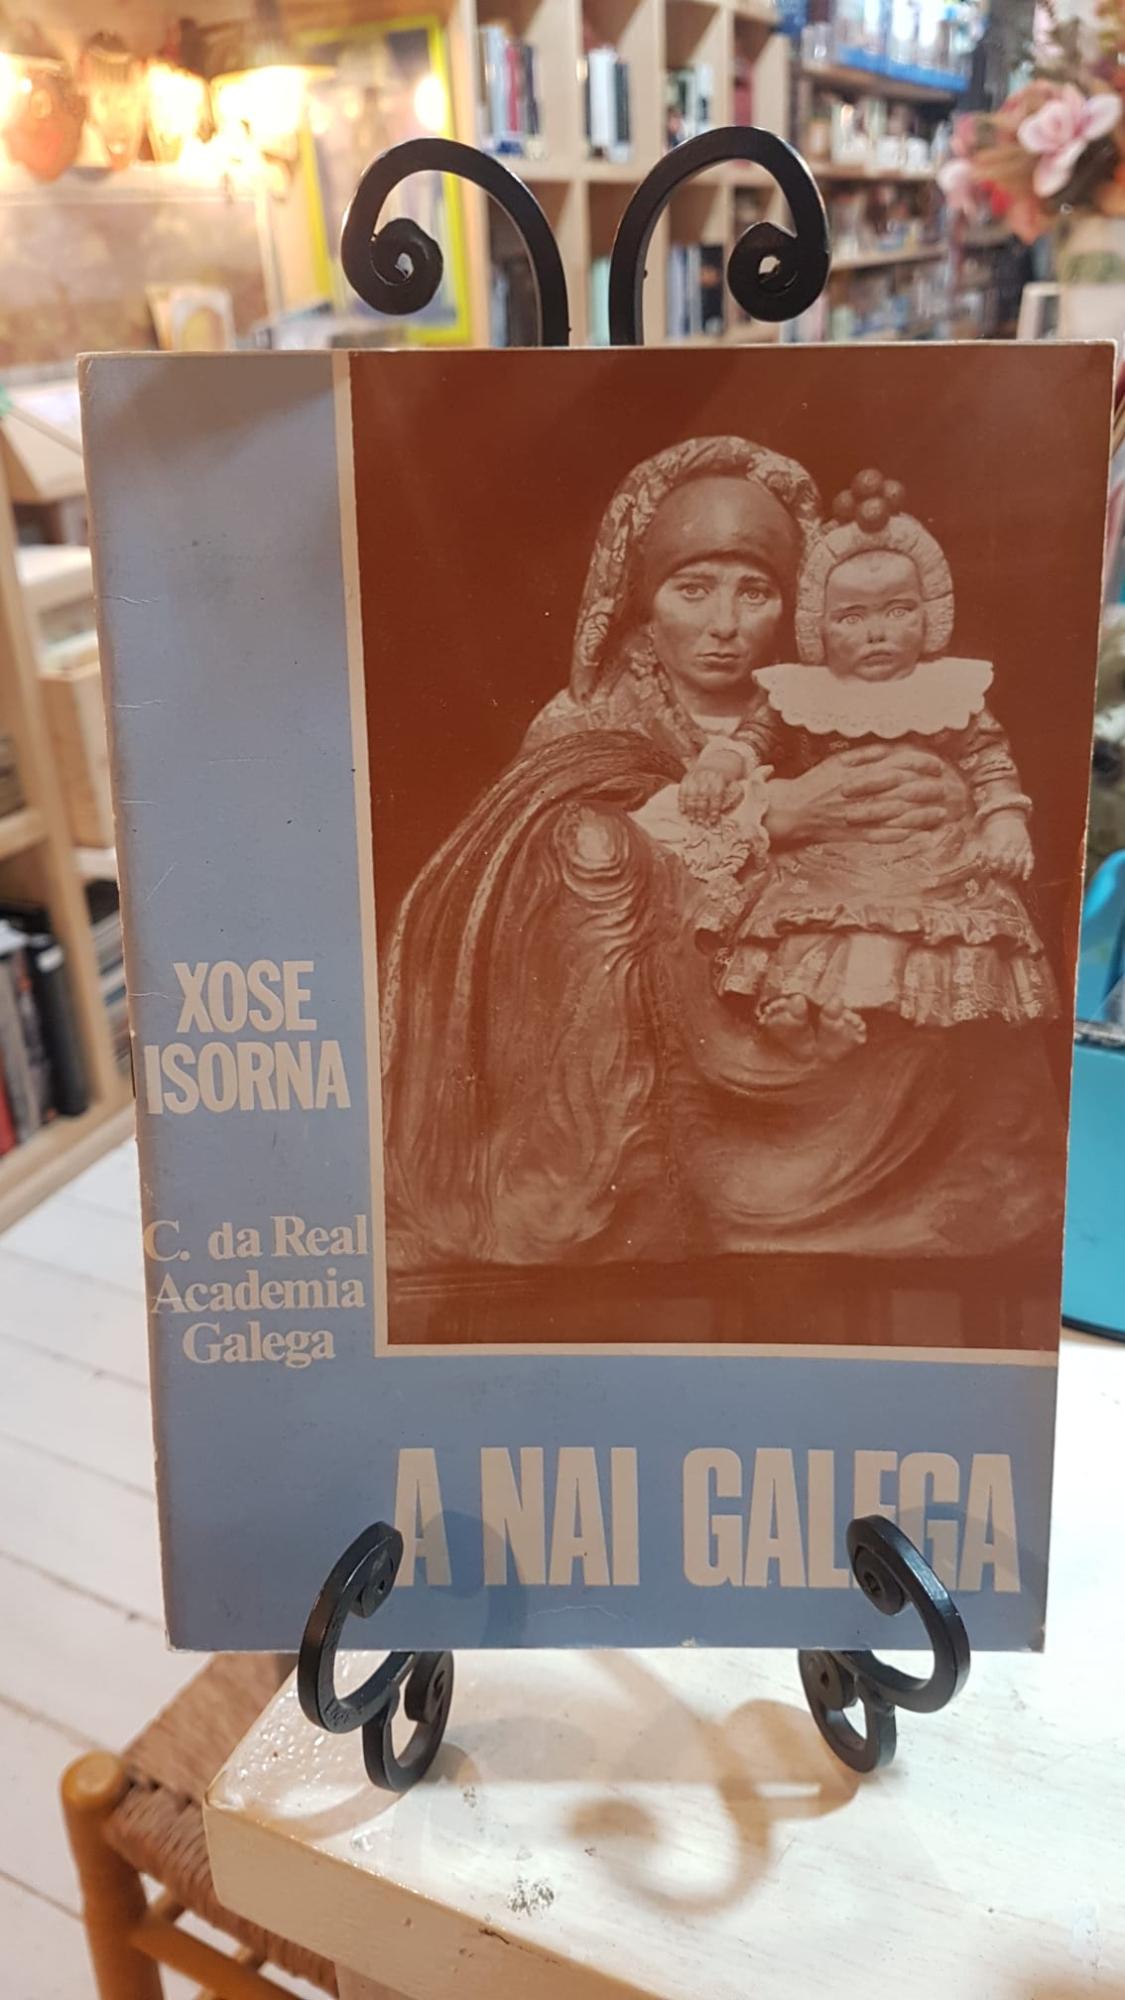 XOSE
ISORNA
C. da Real
Academia
Galega
A NAI GALEGA